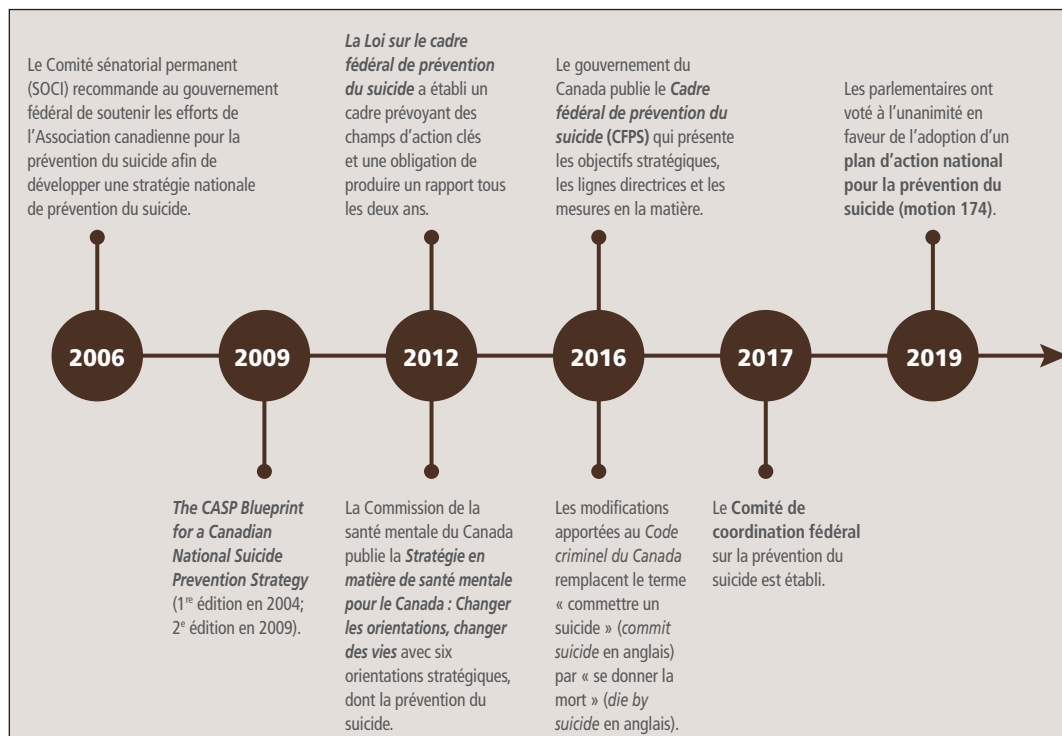 Le Comité sénatorial permanent
(SOCI) recommande au gouvernement
fédéral de soutenir les efforts de
l’Association canadienne pour la
prévention du suicide afin de
développer une stratégie nationale
de prévention du suicide.
La Loi sur le cadre
fédéral de prévention
du suicide a établi un
cadre prévoyant des
champs d’action clés
et une obligation de
produire un rapport tous
les deux ans.
Le gouvernement du
Canada publie le Cadre
fédéral de prévention du
suicide (CFPS) qui présente
les objectifs stratégiques,
les lignes directrices et les
mesures en la matière.
Les parlementaires ont
voté à l’unanimité en
faveur de l’adoption d’un
plan d’action national
pour la prévention du
suicide (motion 174).
2006
2009
2012
2016
2017
2019
The CASP Blueprint
for a Canadian
National Suicide
Prevention Strategy
(1re édition en 2004;
2e édition en 2009).
La Commission de la
santé mentale du Canada
publie la Stratégie en
matière de santé mentale
pour le Canada : Changer
les orientations, changer
des vies avec six
orientations stratégiques,
dont la prévention du
suicide.
Les modifications
apportées au Code
criminel du Canada
remplacent le terme
« commettre un
suicide » (commit
suicide en anglais)
par « se donner la
mort » (die by
suicide en anglais).
Le Comité de
coordination fédéral
sur la prévention du
suicide est établi.